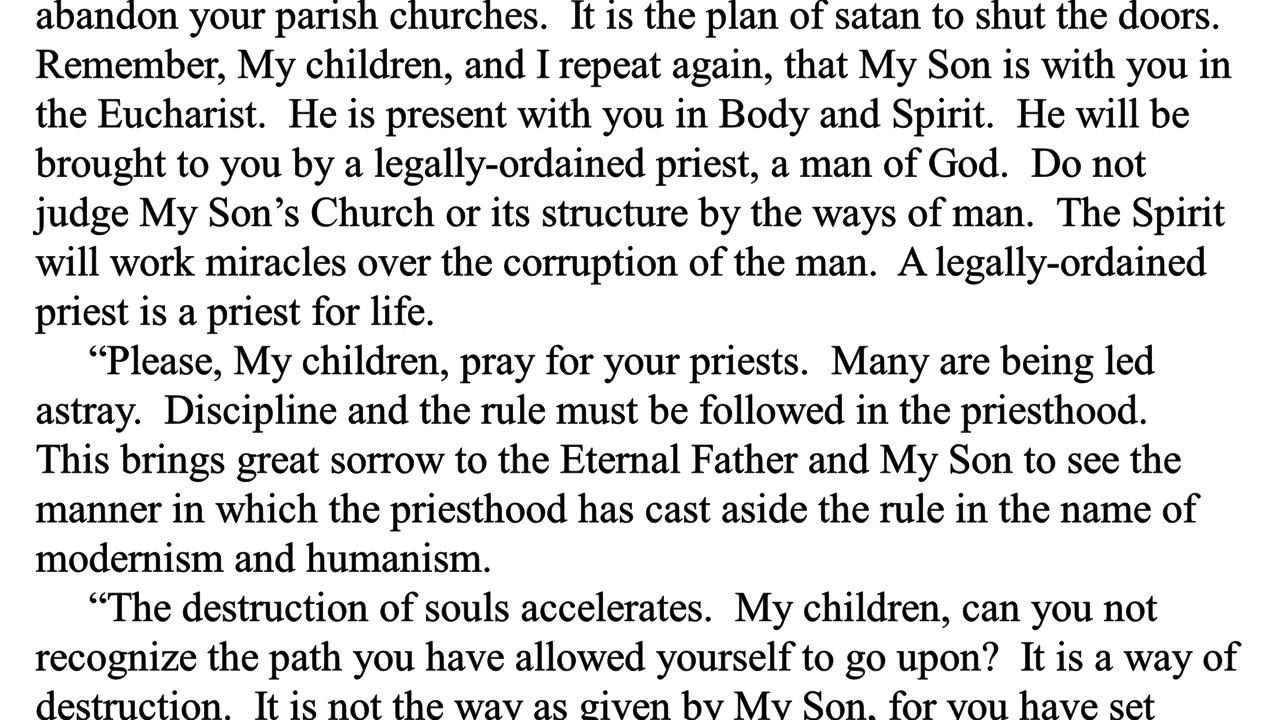 abandon your parish churches.  It is the plan of satan to shut the doors.
Remember, My children, and I repeat again, that My Son is with you in
the Eucharist.  He is present with you in Body and Spirit.  He will be
brought to you by a legally-ordained priest, a man of God.  Do not
judge My Son’s Church or its structure by the ways of man.  The Spirit
will work miracles over the corruption of the man.  A legally-ordained
priest is a priest for life.
“Please, My children, pray for your priests.  Many are being led
astray.  Discipline and the rule must be followed in the priesthood.
This brings great sorrow to the Eternal Father and My Son to see the
manner in which the priesthood has cast aside the rule in the name of
modernism and humanism.
“The destruction of souls accelerates.  My children, can you not
recognize the path you have allowed yourself to go upon?  It is a way of
destruction.  It is not the way as given by My Son, for you have set